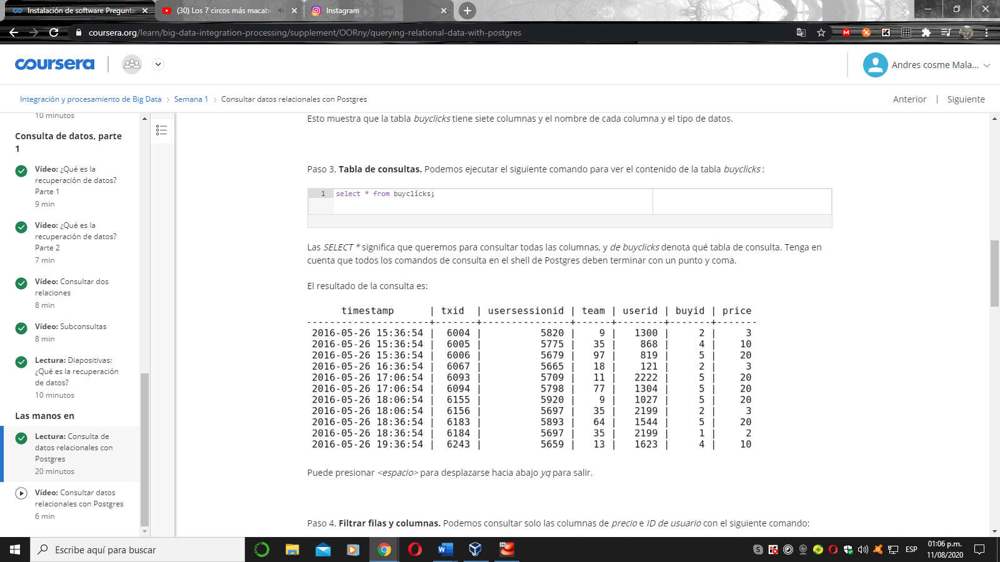 Instalación de software Pregunta
(30) Los 7 circos más macabr
Instagram
coursera.org/learn/big-data-integration-processing/supplement/OORny/querying-relational-data-with-postgres
coursera
Andres cosme Mala...
Integración y procesamiento de Big Data > Semana 1 > Consultar datos relacionales con Postgres
Anterior | Siguiente
10 minutos
Consulta de datos, parte
1
Vídeo: ¿Qué es la
recuperación de datos?
Parte 1
9 min
Vídeo: ¿Qué es la
recuperación de datos?
Parte 2
7 min
Vídeo: Consultar dos
relaciones
8 min
Vídeo: Subconsultas
8 min
Lectura: Diapositivas:
¿Qué es la recuperación
de datos?
10 minutos
Las manos en
Lectura: Consulta de
datos relacionales con
Postgres
20 minutos
Vídeo: Consultar datos
relacionales con Postgres
6 min
Esto muestra que la tabla buyclicks tiene siete columnas y el nombre de cada columna y el tipo de datos.
Paso 3. Tabla de consultas. Podemos ejecutar el siguiente comando para ver el contenido de la tabla buyclicks :
1 select * from buyclicks;
Las SELECT * significa que queremos para consultar todas las columnas, y de buyclicks denota qué tabla de consulta. Tenga en
cuenta que todos los comandos de consulta en el shell de Postgres deben terminar con un punto y coma.
El resultado de la consulta es:
timestamp | txid | usersessionid | team | userid | buyid | price
---------------------+-------+---------------+------+--------+-------+-------
2016-05-26 15:36:54 | 6004 | 5820 | 9 | 1300 | 2 | 3
2016-05-26 15:36:54 | 6005 | 5775 | 35 | 868 | 4 | 10
2016-05-26 15:36:54 | 6006 | 5679 | 97 | 819 | 5 | 20
2016-05-26 16:36:54 | 6067 | 5665 | 18 | 121 | 2 | 3
2016-05-26 17:06:54 | 6093 | 5709 | 11 | 2222 | 5 | 20
2016-05-26 17:06:54 | 6094 | 5798 | 77 | 1304 | 5 | 20
2016-05-26 18:06:54 | 6155 | 5920 | 9 | 1027 | 5 | 20
2016-05-26 18:06:54 | 6156 | 5697 | 35 | 2199 | 2 | 3
2016-05-26 18:36:54 | 6183 | 5893 | 64 | 1544 | 5 | 20
2016-05-26 18:36:54 | 6184 | 5697 | 35 | 2199 | 1 | 2
2016-05-26 19:36:54 | 6243 | 5659 | 13 | 1623 | 4 | 10
Puede presionar <espacio> para desplazarse hacia abajo yq para salir.
Paso 4. Filtrar filas y columnas. Podemos consultar solo las columnas de precio e ID de usuario con el siguiente comando:
Escribe aquí para buscar
ESP
01:06 p.m.
11/08/2020